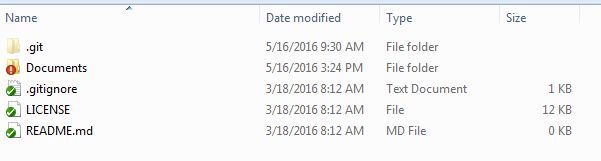 Name Date modified Type Size
.git 5/16/2016 9:30 AM File folder
Documents 5/16/2016 3:24 PM File folder
.gitignore 3/18/2016 8:12 AM Text Document 1 KB
LICENSE 3/18/2016 8:12 AM File 12 KB
README.md 3/18/2016 8:12 AM MD File 0 KB